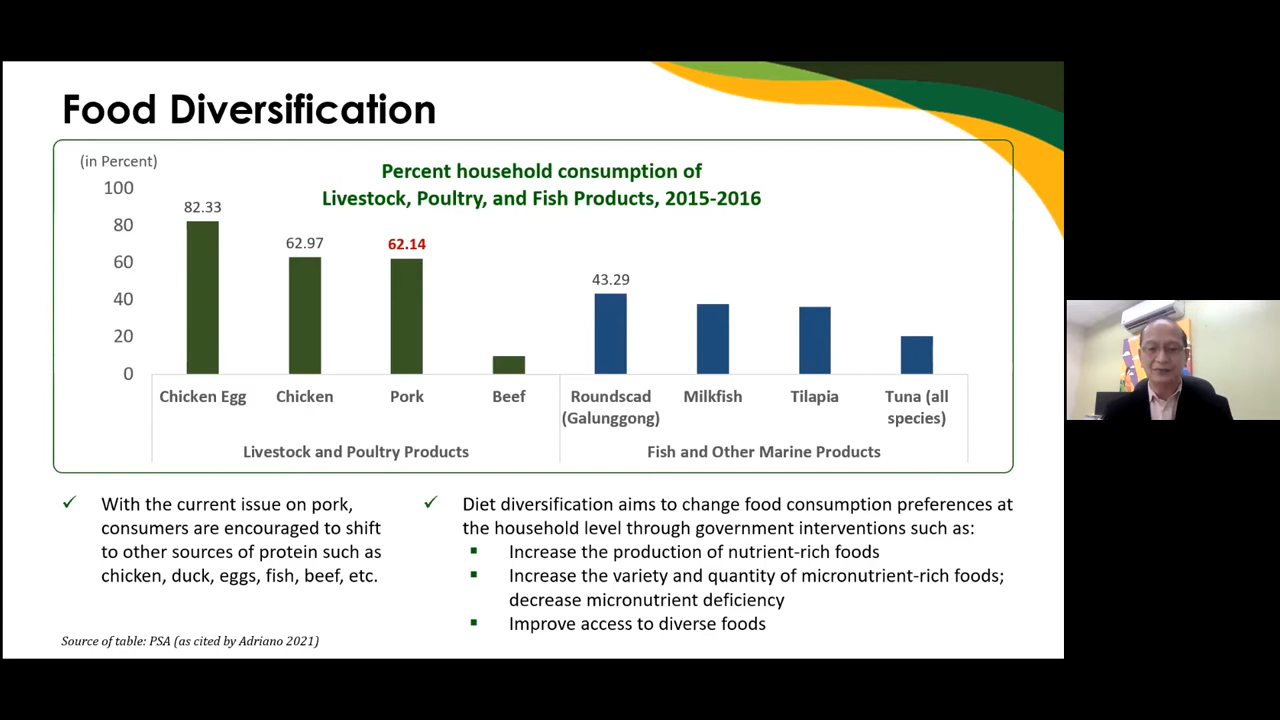 Food Diversification
(in Percent)
Percent household consumption of
Livestock, Poultry, and Fish Products, 2015-2016
100
80
60
40
20
0
82.33
62.97
62.14
43.29
Chicken Egg
Chicken
Pork
Beef
Roundscad
(Galunggong)
Milkfish
Tilapia
Tuna (all
species)
Livestock and Poultry Products
Fish and Other Marine Products
With the current issue on pork,
consumers are encouraged to shift
to other sources of protein such as
chicken, duck, eggs, fish, beef, etc.
Diet diversification aims to change food consumption preferences at
the household level through government interventions such as:
Increase the production of nutrient-rich foods
Increase the variety and quantity of micronutrient-rich foods;
decrease micronutrient deficiency
Improve access to diverse foods
Source of table: PSA (as cited by Adriano 2021)